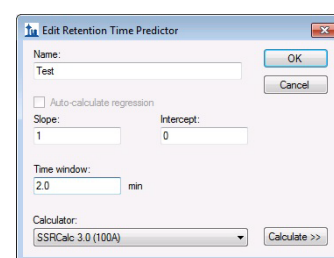 Edit Retention Time Predictor
Name:
Test
OK
Cancel
Auto-calculate regression
Slope: Intercept:
1 0
Time window:
2.0 min
Calculator:
SSRCalc 3.0 (100A) Calculate >>